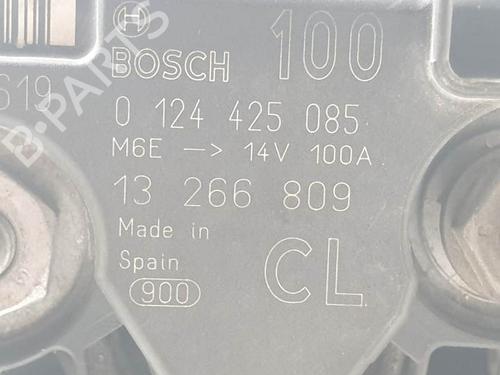 BOSCH 100
619
0 124 425 085
M6E —> 14V 100A
13 266 809
Made in
Spain
900
CL
B-PARTS